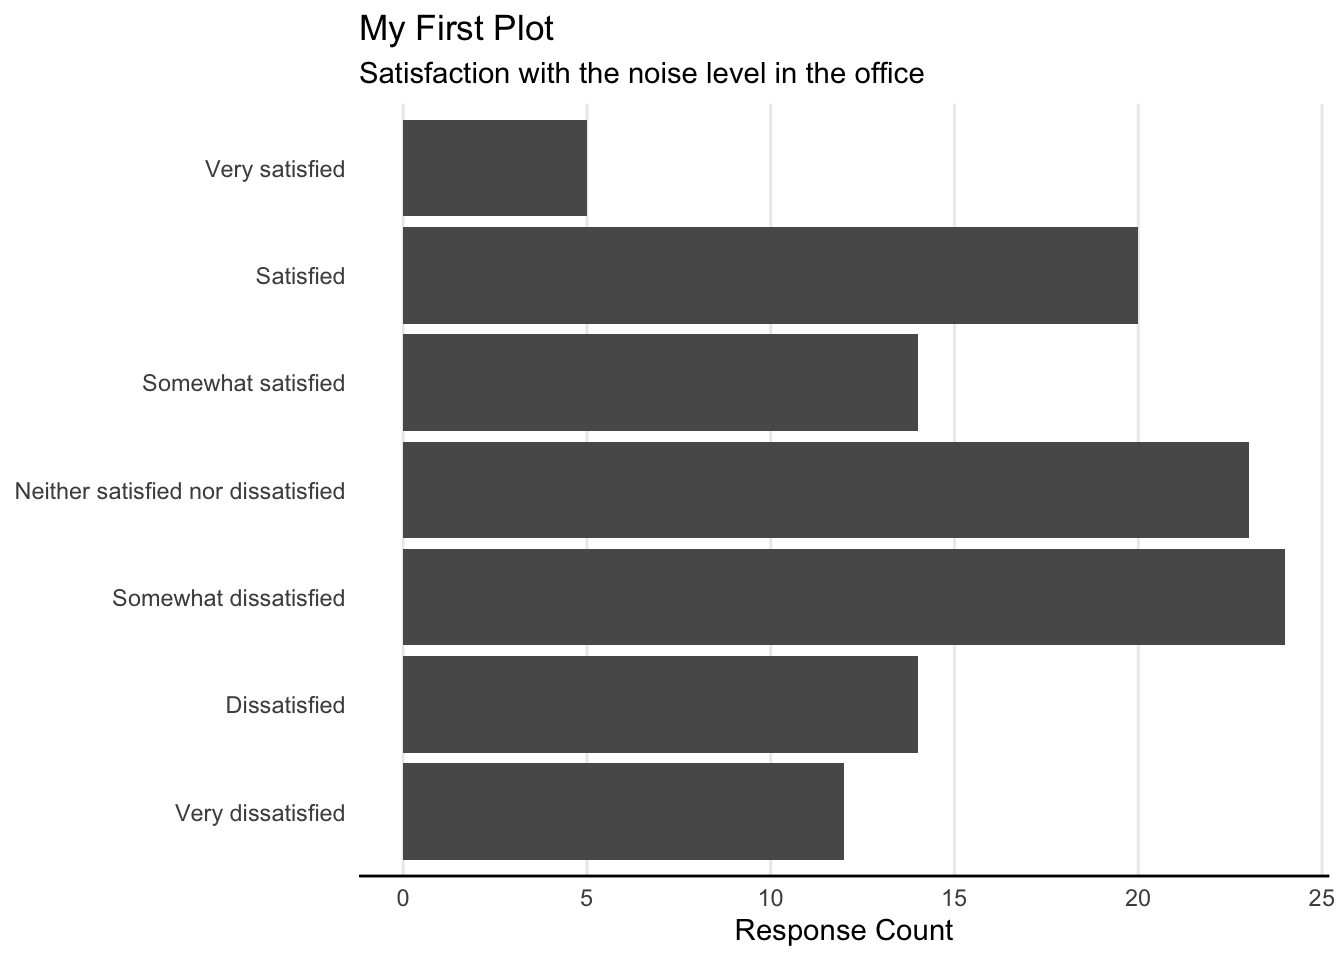 My First Plot
Satisfaction with the noise level in the office
Very satisfied
Satisfied
Somewhat satisfied
Neither satisfied nor dissatisfied
Somewhat dissatisfied
Dissatisfied
Very dissatisfied
0 5 10 15 20 25
Response Count